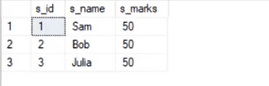 s_id s_name s_marks
1 1 Sam 50
2 2 Bob 50
3 3 Julia 50